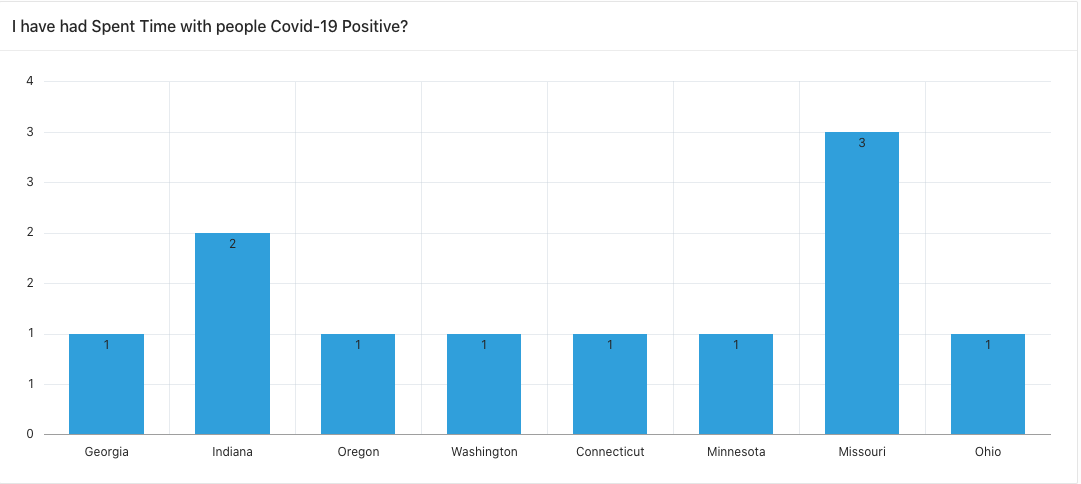 I have had Spent Time with people Covid-19 Positive?
4
3
3
2
2
1
1
0
1
2
1
1
1
1
3
1
Georgia
Indiana
Oregon
Washington
Connecticut
Minnesota
Missouri
Ohio